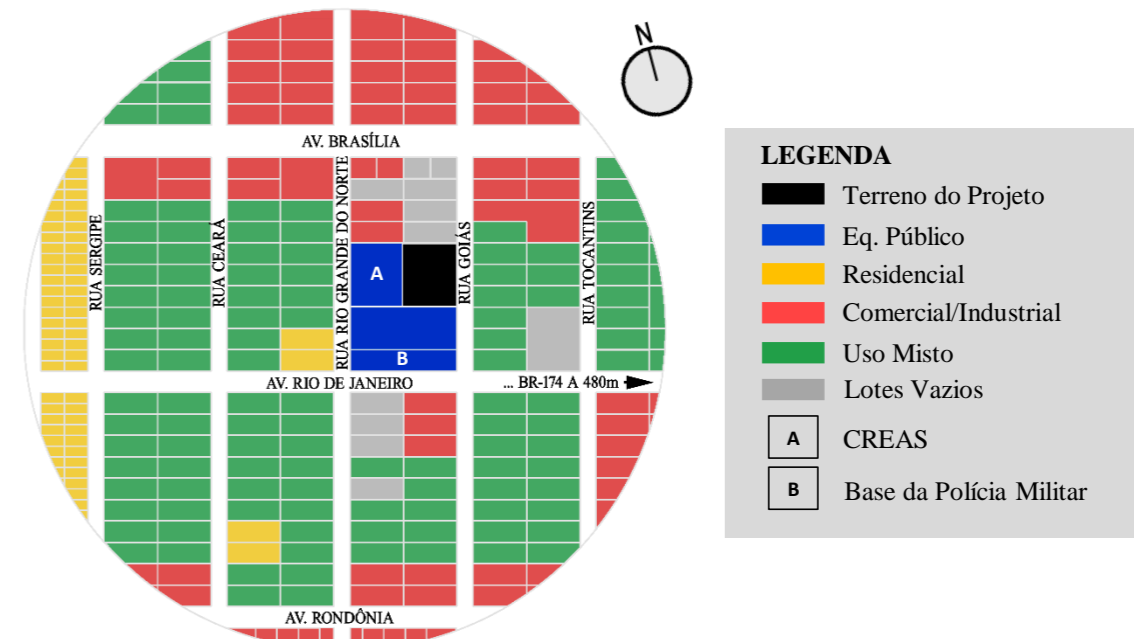 N
AV. BRASÍLIA
RUA SERGIPE
RUA CEARÁ
RUA RIO GRANDE DO NORTE
RUA GOIÁS
RUA TOCANTINS
A
B
AV. RIO DE JANEIRO
... BR-174 A 480m
AV. RONDÔNIA
LEGENDA
Terreno do Projeto
Eq. Público
Residencial
Comercial/Industrial
Uso Misto
Lotes Vazios
A CREAS
B Base da Polícia Militar